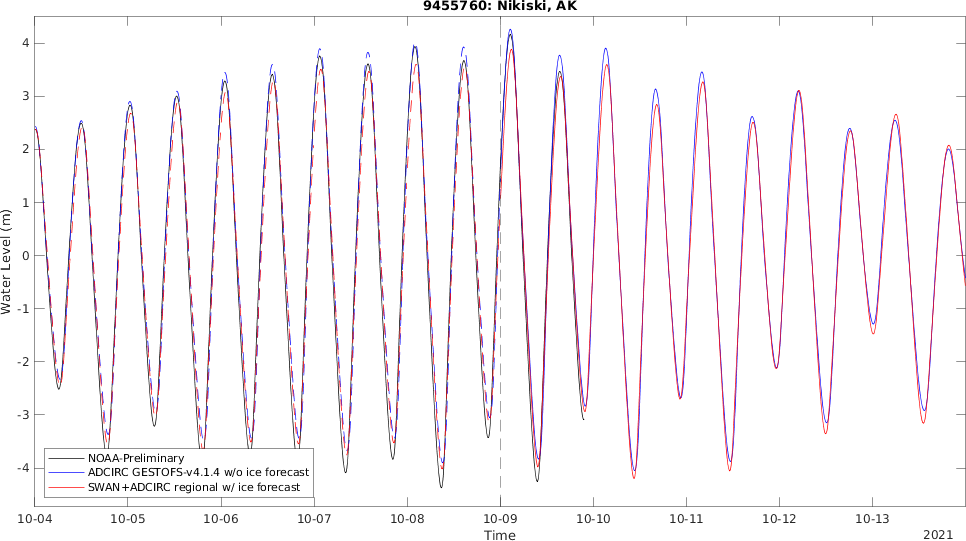 9455760: Nikiski, AK
Water Level (m)
4
3
2
1
0
-1
-2
-3
-4
NOAA-Preliminary
ADCIRC GESTOFS-v4.1.4 w/o ice forecast
SWAN+ADCIRC regional w/ ice forecast
10-04 10-05 10-06 10-07 10-08 10-09 10-10 10-11 10-12 10-13
Time
2021